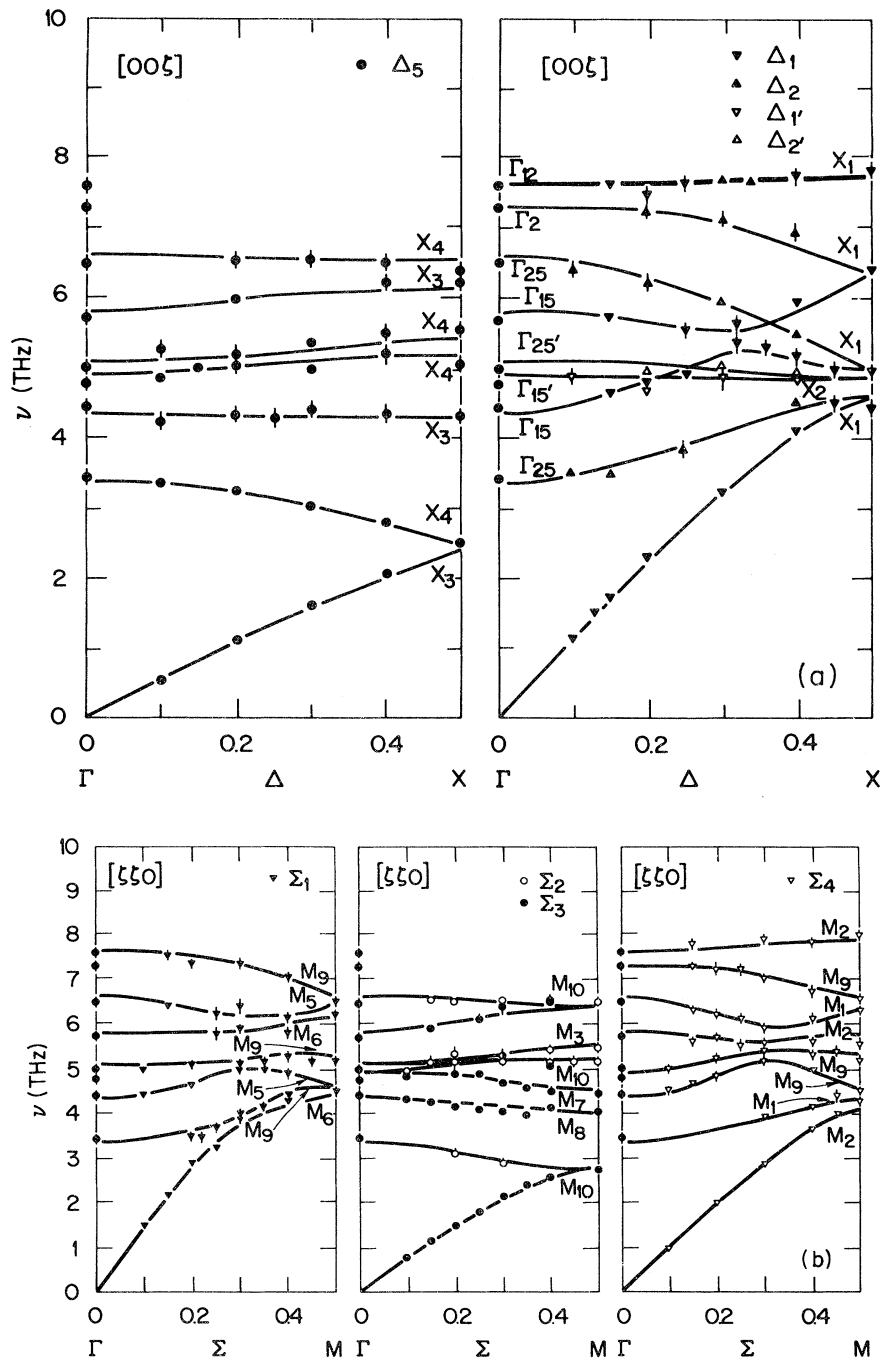 10
8
6
4
2
0
ν (THz)
[00ζ]
● Δ5
X4
X3
X4
X4
X3
X4
X3
0
0.2
0.4
Γ
Δ
X
[00ζ]
▼ Δ1
▲ Δ2
▽ Δ1'
△ Δ2'
Γ12
X1
Γ2
X1
Γ25
Γ15
X1
Γ25'
Γ15'
X2
Γ15
X1
Γ25
(a)
0
0.2
0.4
Γ
Δ
X
10
9
8
7
6
5
4
3
2
1
0
ν (THz)
[ζζ0]
▼ Σ1
M9
M5
M6
M9
M5
M6
M9
0
0.2
0.4
Γ
Σ
M
[ζζ0]
○ Σ2
● Σ3
M10
M3
M10
M7
M8
M10
0
0.2
0.4
Γ
Σ
M
[ζζ0]
▽ Σ4
M2
M9
M1
M2
M9
M9
M1
M2
(b)
0
0.2
0.4
Γ
Σ
M